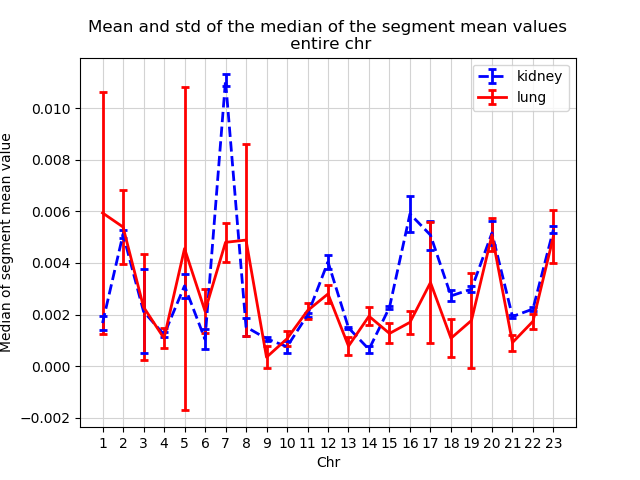 Mean and std of the median of the segment mean values
entire chr
kidney
lung
0.010
0.008
0.006
0.004
0.002
0.000
−0.002
Median of segment mean value
1 2 3 4 5 6 7 8 9 10 11 12 13 14 15 16 17 18 19 20 21 22 23
Chr